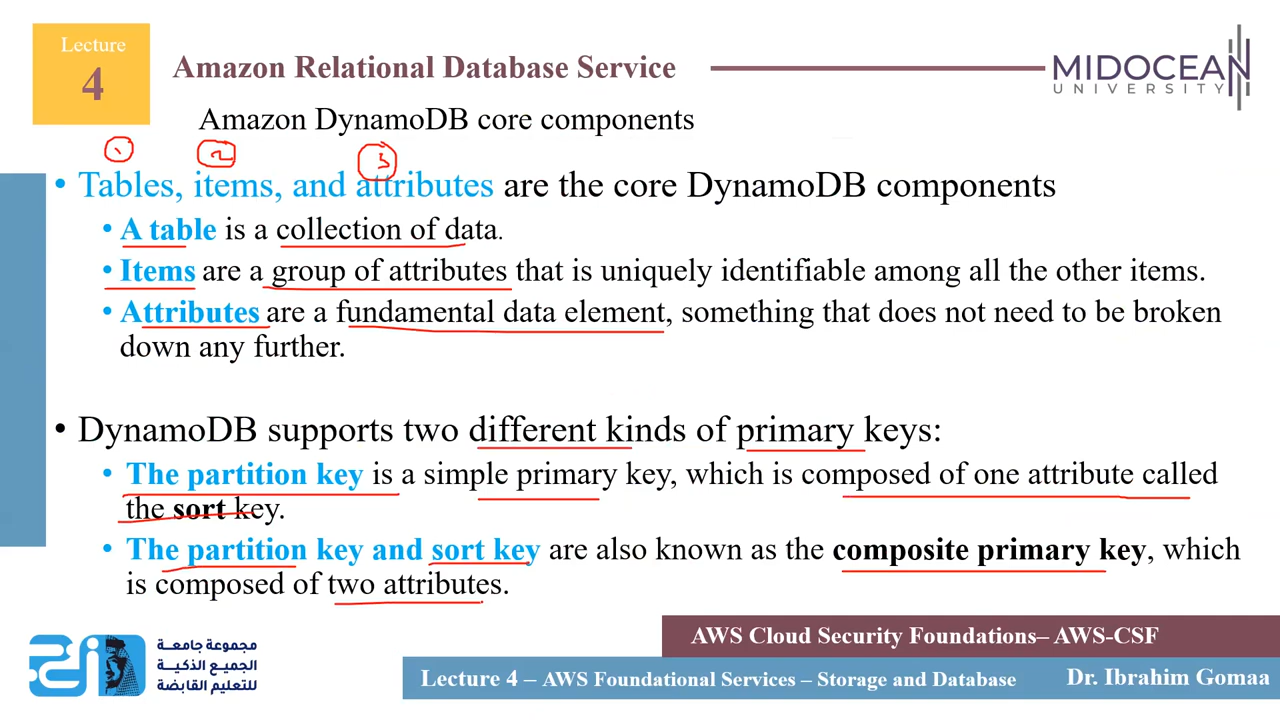 Lecture
4
Amazon Relational Database Service
MIDOCEAN
UNIVERSITY
Amazon DynamoDB core components
1 2 3
• Tables, items, and attributes are the core DynamoDB components
• A table is a collection of data.
• Items are a group of attributes that is uniquely identifiable among all the other items.
• Attributes are a fundamental data element, something that does not need to be broken
down any further.
• DynamoDB supports two different kinds of primary keys:
• The partition key is a simple primary key, which is composed of one attribute called
the sort key.
• The partition key and sort key are also known as the composite primary key, which
is composed of two attributes.
مجموعة جامعة
الجميع الذكية
للتعليم القابضة
AWS Cloud Security Foundations– AWS-CSF
Lecture 4 – AWS Foundational Services – Storage and Database
Dr. Ibrahim Gomaa